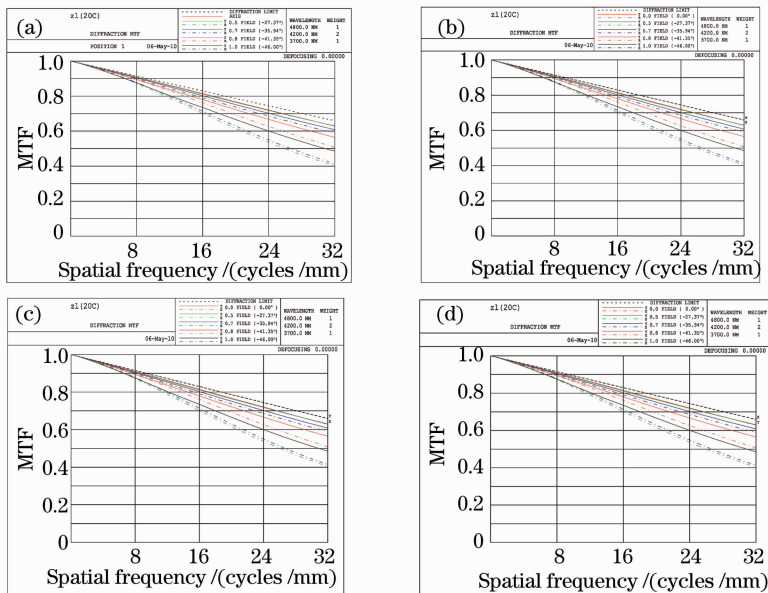 (a)
z1(20C)
DIFFRACTION MTF
POSITION 1 06-May-10
DIFFRACTION LIMIT
AXIS
0.5 FIELD (-27.37°)
0.7 FIELD (-35.94°)
0.8 FIELD (-41.35°)
1.0 FIELD (-46.00°)
WAVELENGTH WEIGHT
4800.0 NM 1
4200.0 NM 2
3700.0 NM 1
DEFOCUSING 0.00000
1.0
0.8
0.6
0.4
0.2
0
MTF
8 16 24 32
Spatial frequency /(cycles /mm)
(b)
z1(20C)
DIFFRACTION MTF
06-May-10
DIFFRACTION LIMIT
0.0 FIELD ( 0.00°)
0.5 FIELD (-27.37°)
0.7 FIELD (-35.94°)
0.8 FIELD (-41.35°)
1.0 FIELD (-46.00°)
WAVELENGTH WEIGHT
4800.0 NM 1
4200.0 NM 2
3700.0 NM 1
DEFOCUSING 0.00000
1.0
0.8
0.6
0.4
0.2
0
MTF
8 16 24 32
Spatial frequency /(cycles /mm)
(c)
z1(20C)
DIFFRACTION MTF
06-May-10
DIFFRACTION LIMIT
0.0 FIELD ( 0.00°)
0.5 FIELD (-27.37°)
0.7 FIELD (-35.94°)
0.8 FIELD (-41.35°)
1.0 FIELD (-46.00°)
WAVELENGTH WEIGHT
4800.0 NM 1
4200.0 NM 2
3700.0 NM 1
DEFOCUSING 0.00000
1.0
0.8
0.6
0.4
0.2
0
MTF
8 16 24 32
Spatial frequency /(cycles /mm)
(d)
z1(20C)
DIFFRACTION MTF
06-May-10
DIFFRACTION LIMIT
0.0 FIELD ( 0.00°)
0.5 FIELD (-27.37°)
0.7 FIELD (-35.94°)
0.8 FIELD (-41.35°)
1.0 FIELD (-46.00°)
WAVELENGTH WEIGHT
4800.0 NM 1
4200.0 NM 2
3700.0 NM 1
DEFOCUSING 0.00000
1.0
0.8
0.6
0.4
0.2
0
MTF
8 16 24 32
Spatial frequency /(cycles /mm)